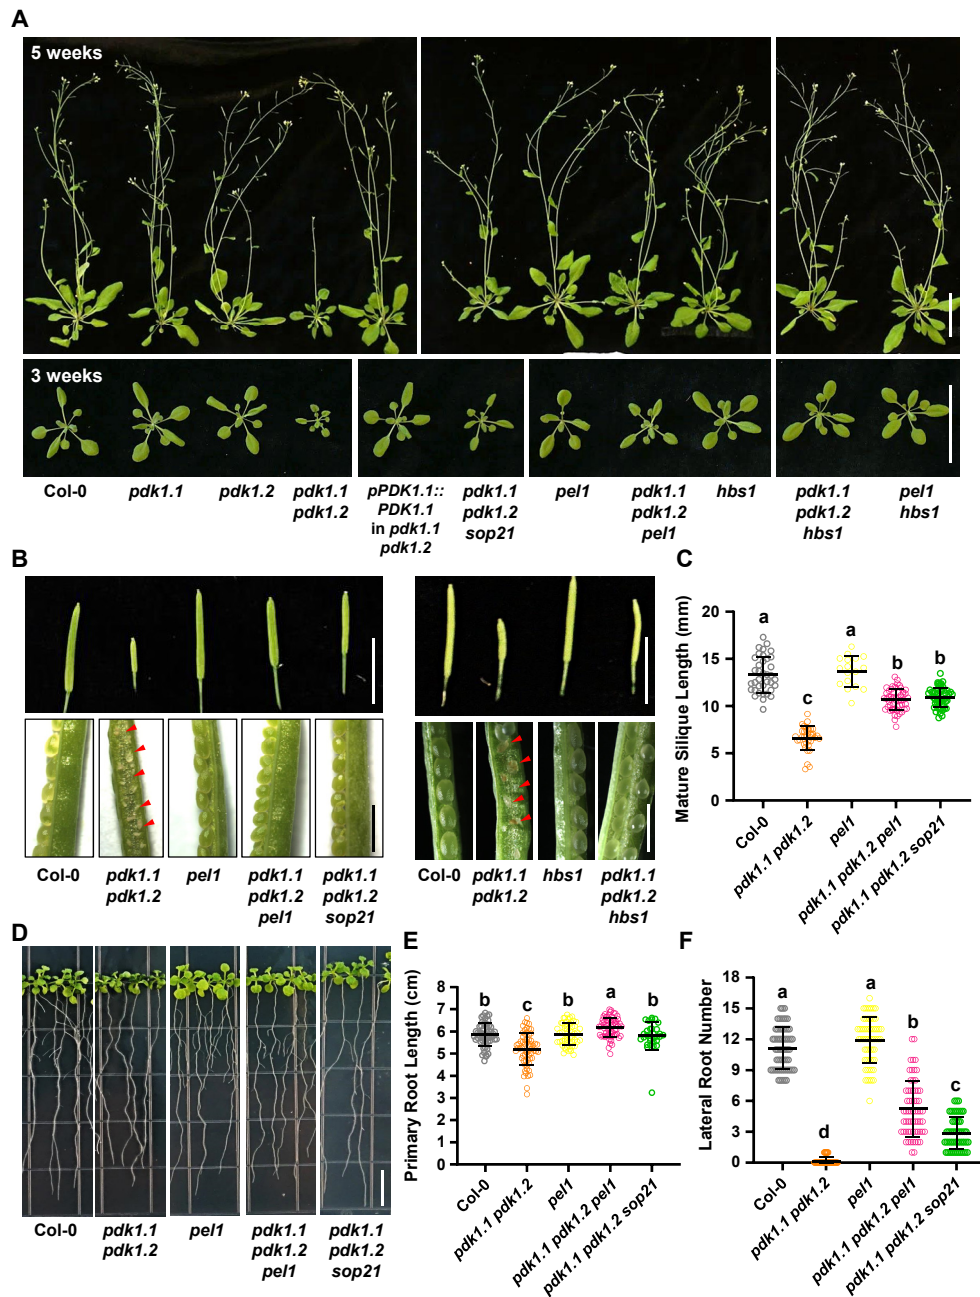 A
5 weeks
3 weeks
Col-0
pdk1.1
pdk1.2
pdk1.1
pdk1.2
pPDK1.1::
PDK1.1
in pdk1.1
pdk1.2
pdk1.1
pdk1.2
sop21
pel1
pdk1.1
pdk1.2
pel1
hbs1
pdk1.1
pdk1.2
hbs1
pel1
hbs1
B
Col-0
pdk1.1
pdk1.2
pel1
pdk1.1
pdk1.2
pel1
pdk1.1
pdk1.2
sop21
Col-0
pdk1.1
pdk1.2
hbs1
pdk1.1
pdk1.2
hbs1
C
Mature Silique Length (mm)
20
15
10
5
0
a
c
a
b
b
Col-0
pdk1.1 pdk1.2
pel1
pdk1.1 pdk1.2 pel1
pdk1.1 pdk1.2 sop21
D
Col-0
pdk1.1
pdk1.2
pel1
pdk1.1
pdk1.2
pel1
pdk1.1
pdk1.2
sop21
E
Primary Root Length (cm)
8
7
6
5
4
3
2
1
0
b
c
b
a
b
Col-0
pdk1.1 pdk1.2
pel1
pdk1.1 pdk1.2 pel1
pdk1.1 pdk1.2 sop21
F
Lateral Root Number
18
15
12
9
6
3
0
a
d
a
b
c
Col-0
pdk1.1 pdk1.2
pel1
pdk1.1 pdk1.2 pel1
pdk1.1 pdk1.2 sop21